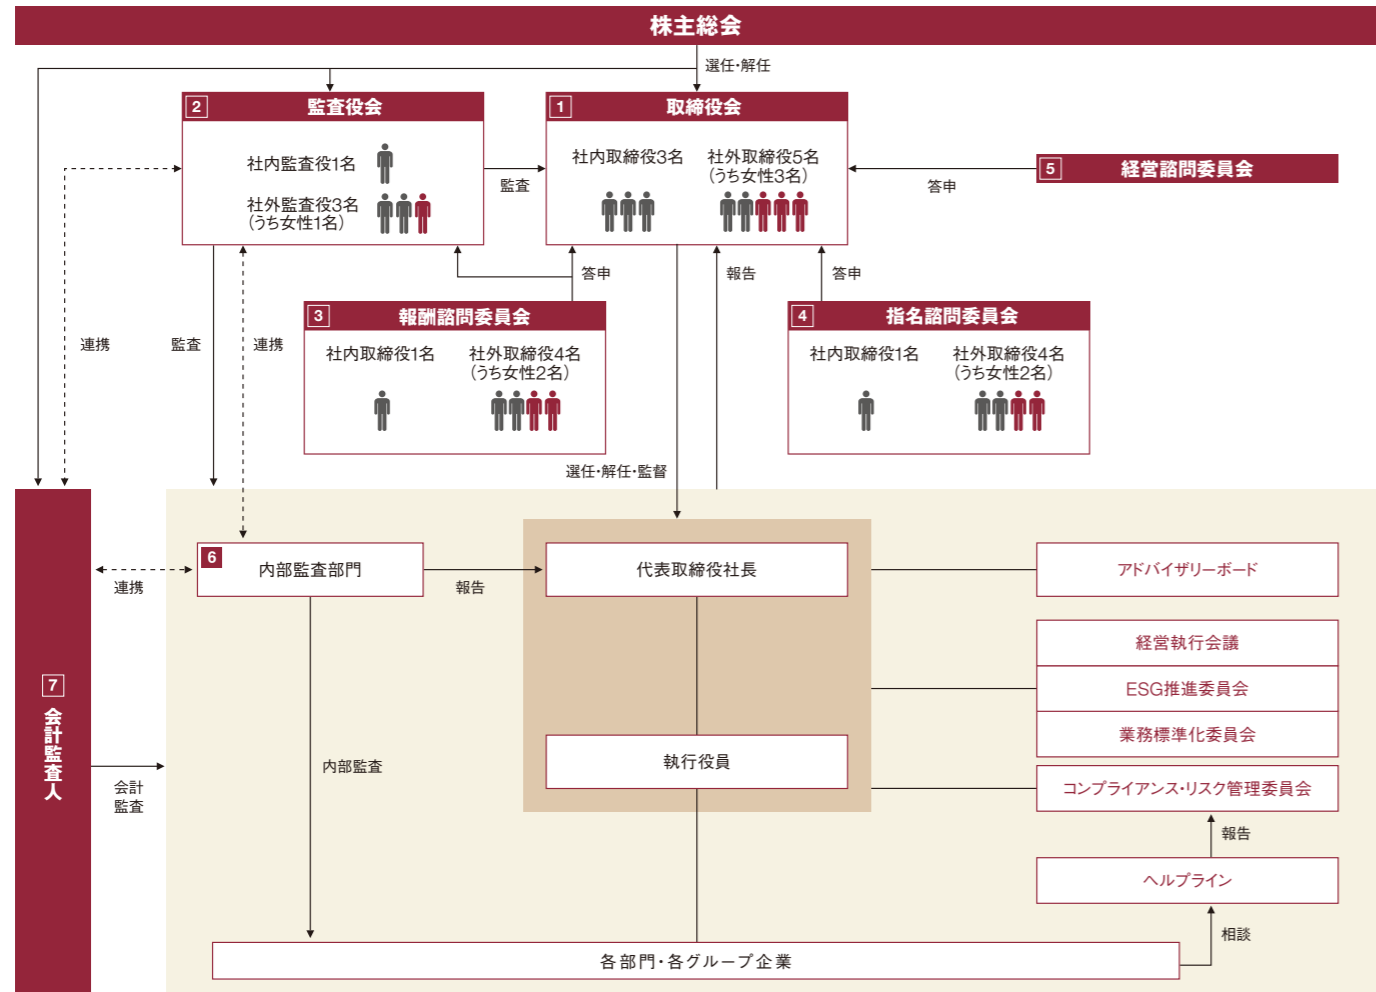 株主総会
選任・解任
2 監査役会
社内監査役1名
社外監査役3名
（うち女性1名）
監査
1 取締役会
社内取締役3名
社外取締役5名
（うち女性3名）
答申
5 経営諮問委員会
答申
報告
答申
連携
監査
連携
3 報酬諮問委員会
社内取締役1名
社外取締役4名
（うち女性2名）
4 指名諮問委員会
社内取締役1名
社外取締役4名
（うち女性2名）
選任・解任・監督
6 内部監査部門
連携
報告
代表取締役社長
アドバイザリーボード
経営執行会議
ESG推進委員会
業務標準化委員会
7 会計監査人
会計
監査
内部監査
執行役員
コンプライアンス・リスク管理委員会
報告
ヘルプライン
相談
各部門・各グループ企業